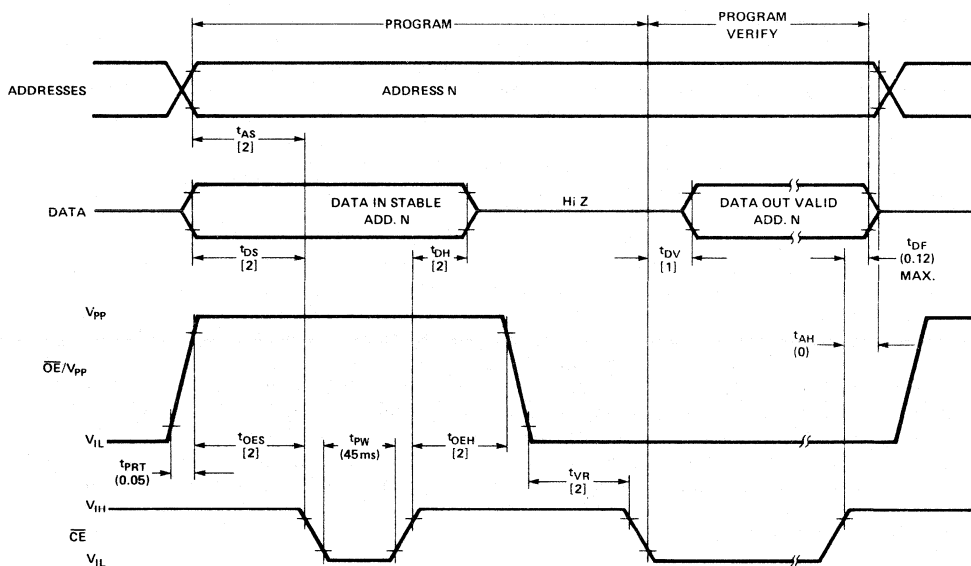 PROGRAM
PROGRAM
VERIFY
ADDRESSES
ADDRESS N
tAS
[2]
DATA
DATA IN STABLE
ADD. N
Hi Z
DATA OUT VALID
ADD. N
tDS
[2]
tDH
[2]
tDV
[1]
tDF
(0.12)
MAX.
VPP
OE/VPP
VIL
tAH
(0)
tPRT
(0.05)
tOES
[2]
tPW
(45ms)
tOEH
[2]
tVR
[2]
VIH
CE
VIL